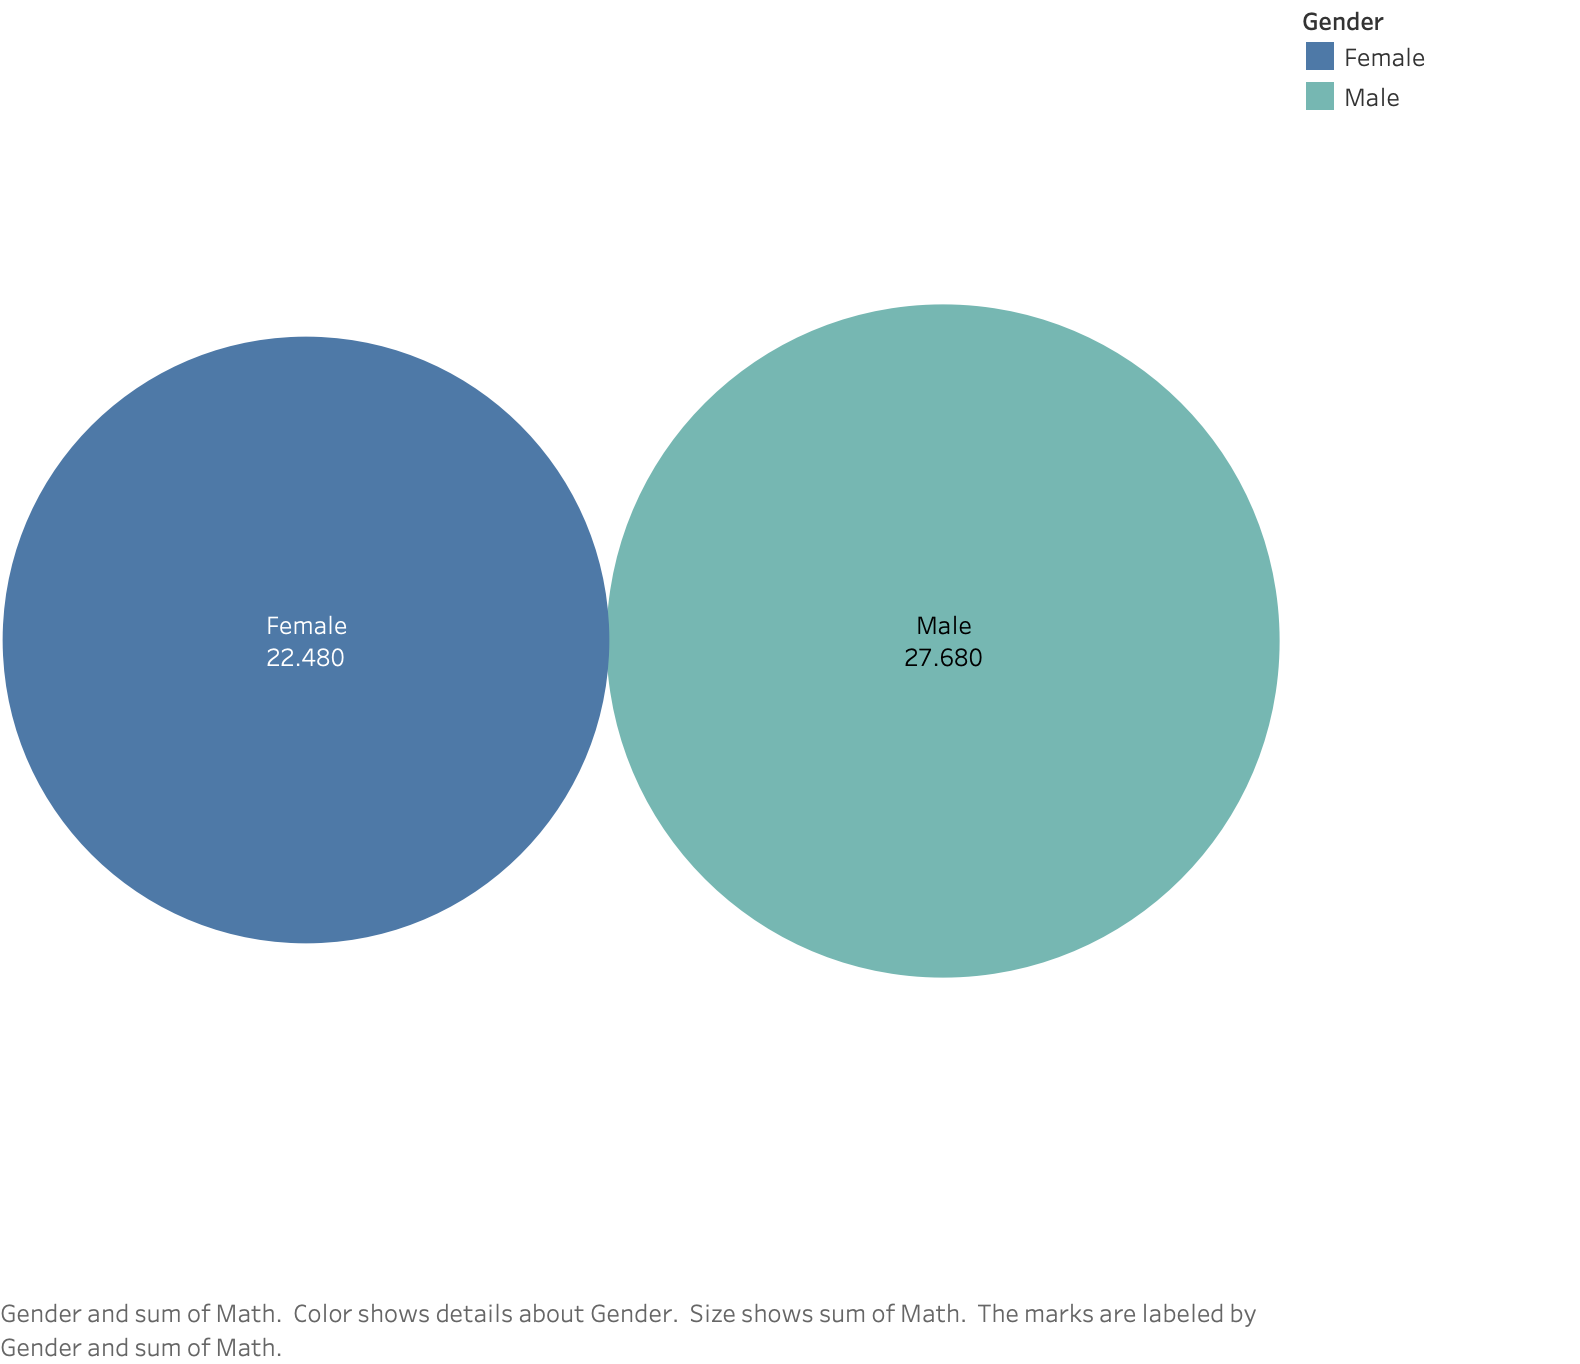 Gender
Female
Male
Female
22.480
Male
27.680
Gender and sum of Math.  Color shows details about Gender.  Size shows sum of Math.  The marks are labeled by
Gender and sum of Math.